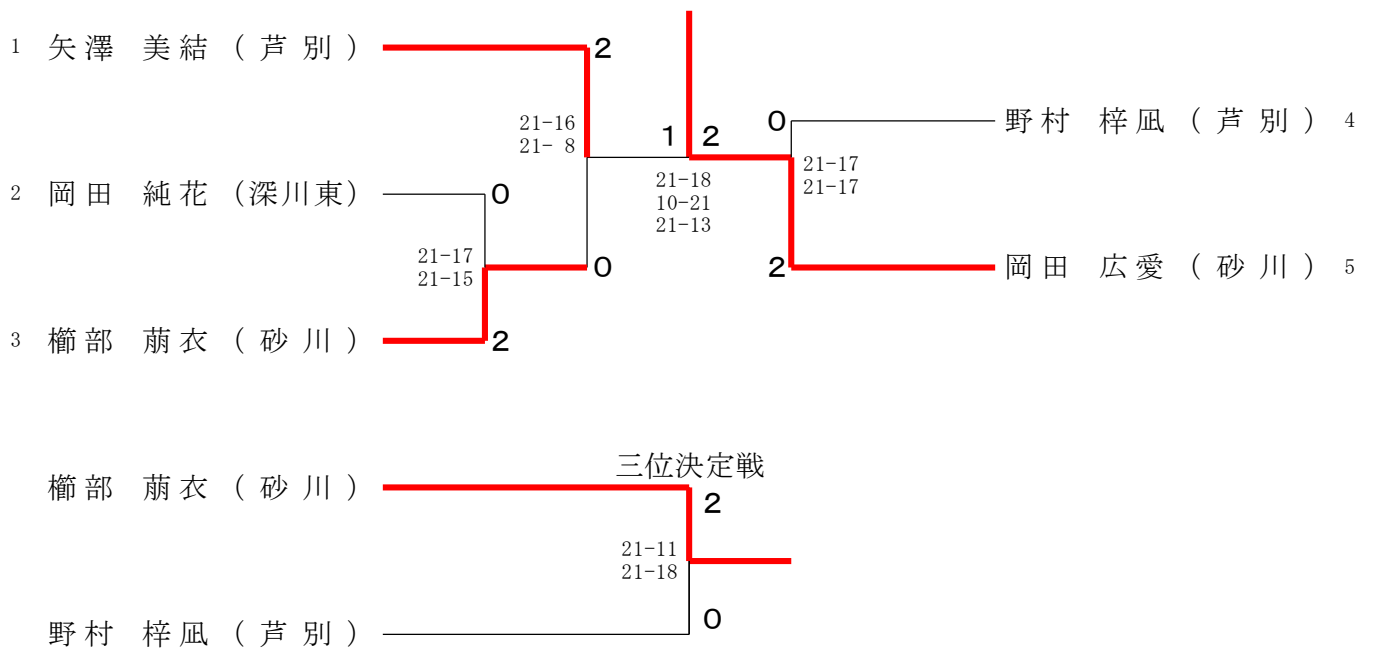 1 矢澤 美結 ( 芦別 ) 2
21-16
21- 8
1 2
0 野村 梓凪 ( 芦別 ) 4
21-17
21-17
2 岡田 純花 (深川東) 0
21-18
10-21
21-13
21-17
21-15
0
2 岡田 広愛 ( 砂川 ) 5
3 櫛部 萠衣 ( 砂川 ) 2
三位決定戦
櫛部 萠衣 ( 砂川 ) 2
21-11
21-18
野村 梓凪 ( 芦別 ) 0